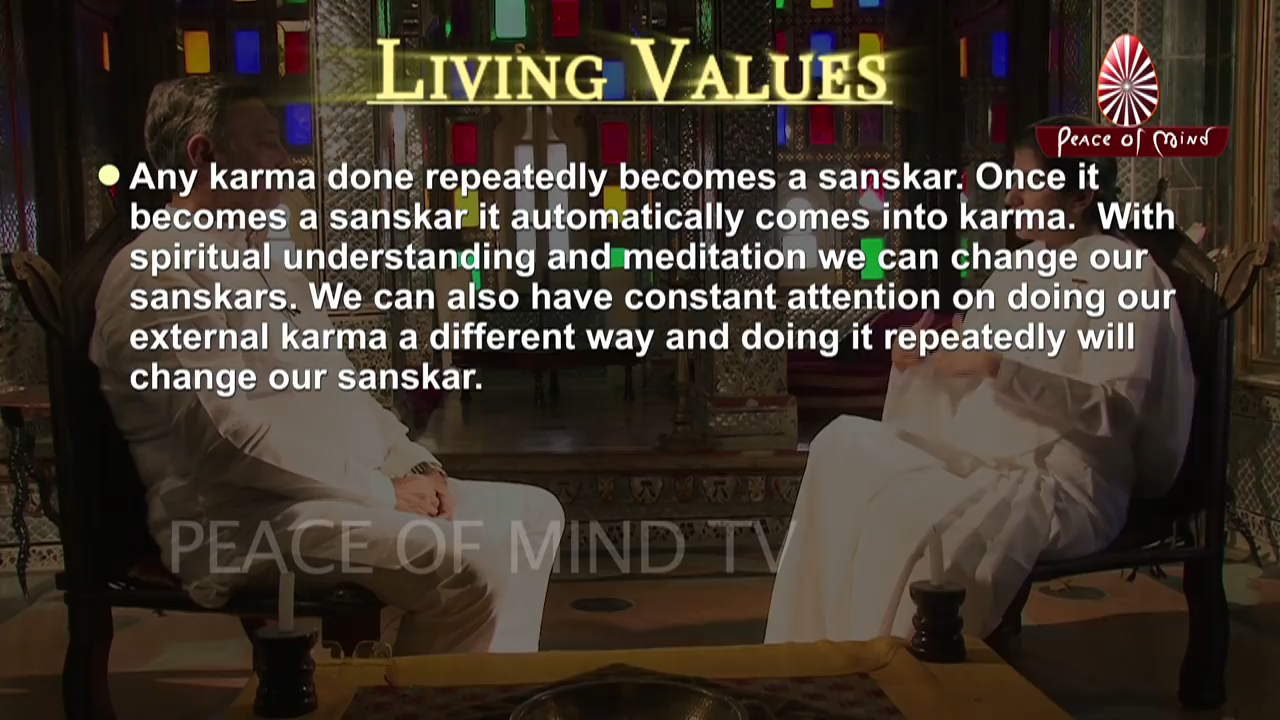 LIVING VALUES
PEACE OF MIND
Any karma done repeatedly becomes a sanskar. Once it
becomes a sanskar it automatically comes into karma.  With
spiritual understanding and meditation we can change our
sanskars. We can also have constant attention on doing our
external karma a different way and doing it repeatedly will
change our sanskar.
PEACE OF MIND TV